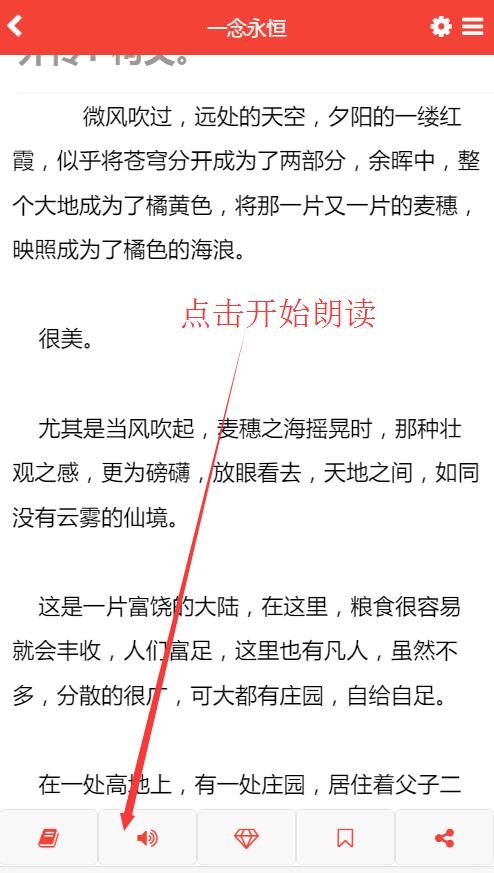 一念永恒
微风吹过，远处的天空，夕阳的一缕红
霞，似乎将苍穹分开成为了两部分，余晖中，整
个大地成为了橘黄色，将那一片又一片的麦穗，
映照成为了橘色的海浪。
点击开始朗读
很美。
尤其是当风吹起，麦穗之海摇晃时，那种壮
观之感，更为磅礴，放眼看去，天地之间，如同
没有云雾的仙境。
这是一片富饶的大陆，在这里，粮食很容易
就会丰收，人们富足，这里也有凡人，虽然不
多，分散的很广，可大都有庄园，自给自足。
在一处高地上，有一处庄园，居住着父子二